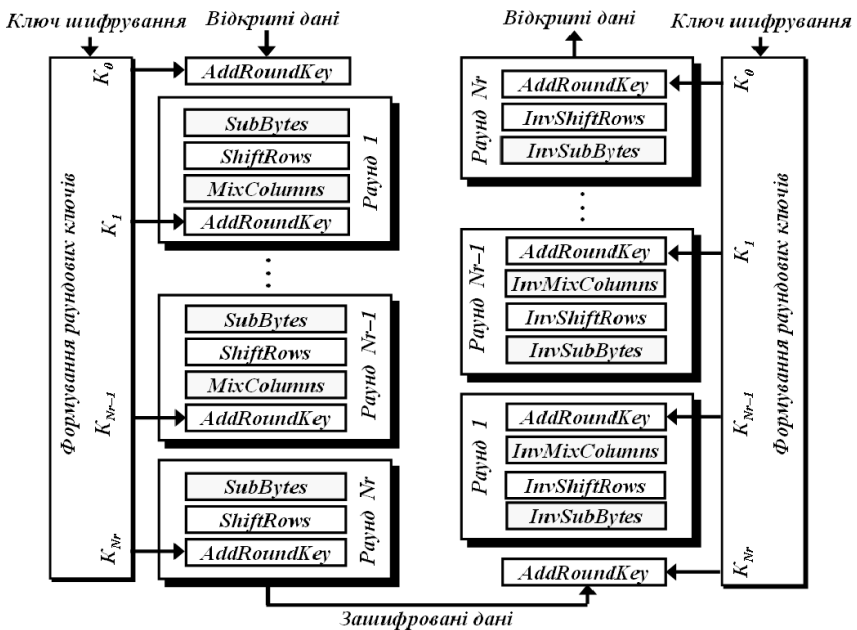 Ключ шифрування
Відкриті дані
Формування раундових ключів
K0
AddRoundKey
SubBytes
ShiftRows
MixColumns
K1
AddRoundKey
Раунд 1
...
SubBytes
ShiftRows
MixColumns
KNr–1
AddRoundKey
Раунд Nr–1
SubBytes
ShiftRows
KNr
AddRoundKey
Раунд Nr
Зашифровані дані
Відкриті дані
Ключ шифрування
Раунд Nr
AddRoundKey
K0
InvShiftRows
InvSubBytes
...
Раунд Nr–1
AddRoundKey
K1
InvMixColumns
InvShiftRows
InvSubBytes
Раунд 1
AddRoundKey
KNr–1
InvMixColumns
InvShiftRows
InvSubBytes
AddRoundKey
KNr
Формування раундових ключів